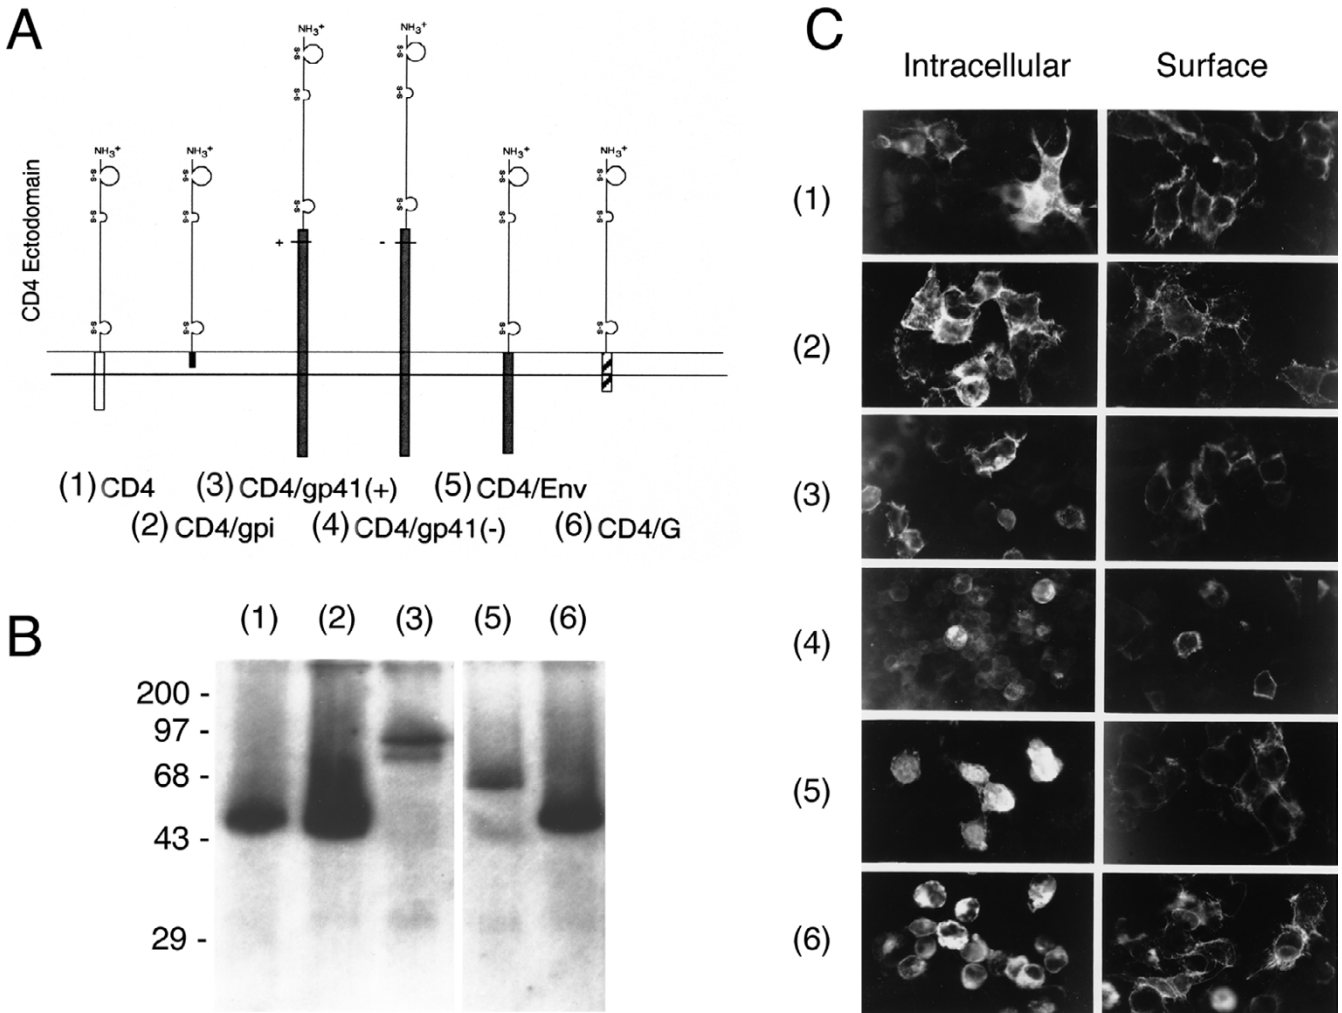 A
NH3+ NH3+
S-S S-S
S-S S-S
NH3+ NH3+ NH3+ NH3+
S-S S-S S-S S-S
S-S S-S S-S S-S
S-S S-S
+ -
S-S S-S S-S S-S
CD4 Ectodomain
(1) CD4 (3) CD4/gp41(+) (5) CD4/Env
(2) CD4/gpi (4) CD4/gp41(-) (6) CD4/G
B
(1) (2) (3) (5) (6)
200 -
97 -
68 -
43 -
29 -
C
Intracellular Surface
(1)
(2)
(3)
(4)
(5)
(6)